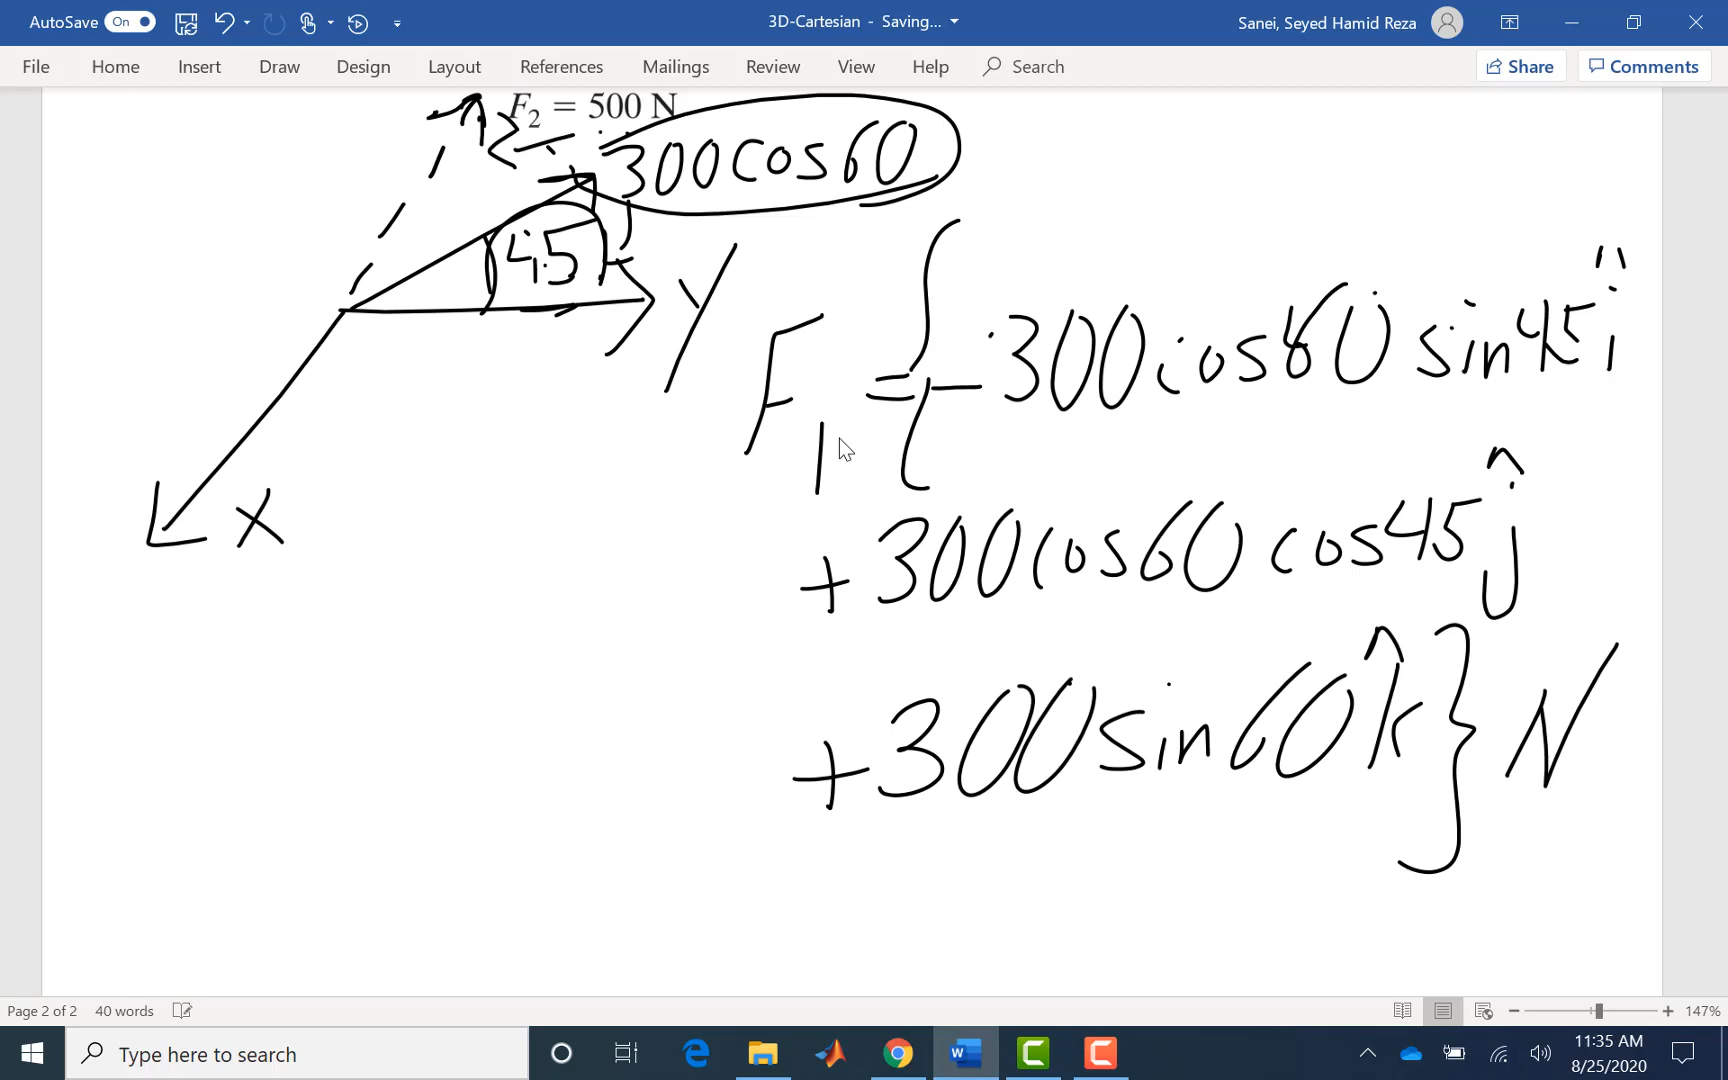 AutoSave On 3D-Cartesian - Saving... Sanei, Seyed Hamid Reza
File Home Insert Draw Design Layout References Mailings Review View Help Search Share Comments
F₂ = 500 N
300cos60
45
Y
X
F₁ = { -300cos60 sin45 i
+300cos60 cos45 ĵ
+300sin60 k̂ } N
Page 2 of 2 40 words 147%
Type here to search
11:35 AM
8/25/2020